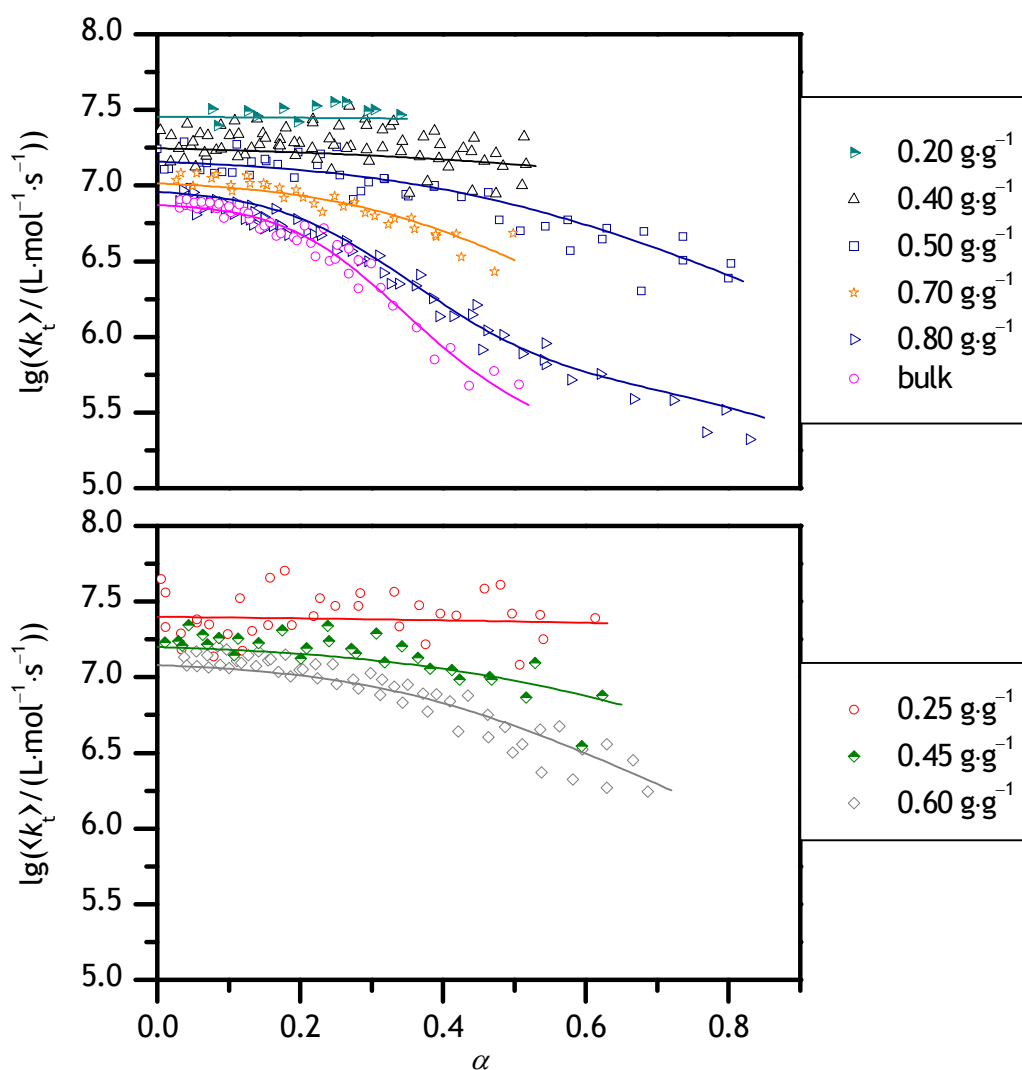 8.0
7.5
7.0
6.5
6.0
5.5
5.0
lg(⟨kₜ⟩/(L·mol⁻¹·s⁻¹))
0.20 g·g⁻¹
0.40 g·g⁻¹
0.50 g·g⁻¹
0.70 g·g⁻¹
0.80 g·g⁻¹
bulk
8.0
7.5
7.0
6.5
6.0
5.5
5.0
lg(⟨kₜ⟩/(L·mol⁻¹·s⁻¹))
0.25 g·g⁻¹
0.45 g·g⁻¹
0.60 g·g⁻¹
0.0 0.2 0.4 0.6 0.8
α